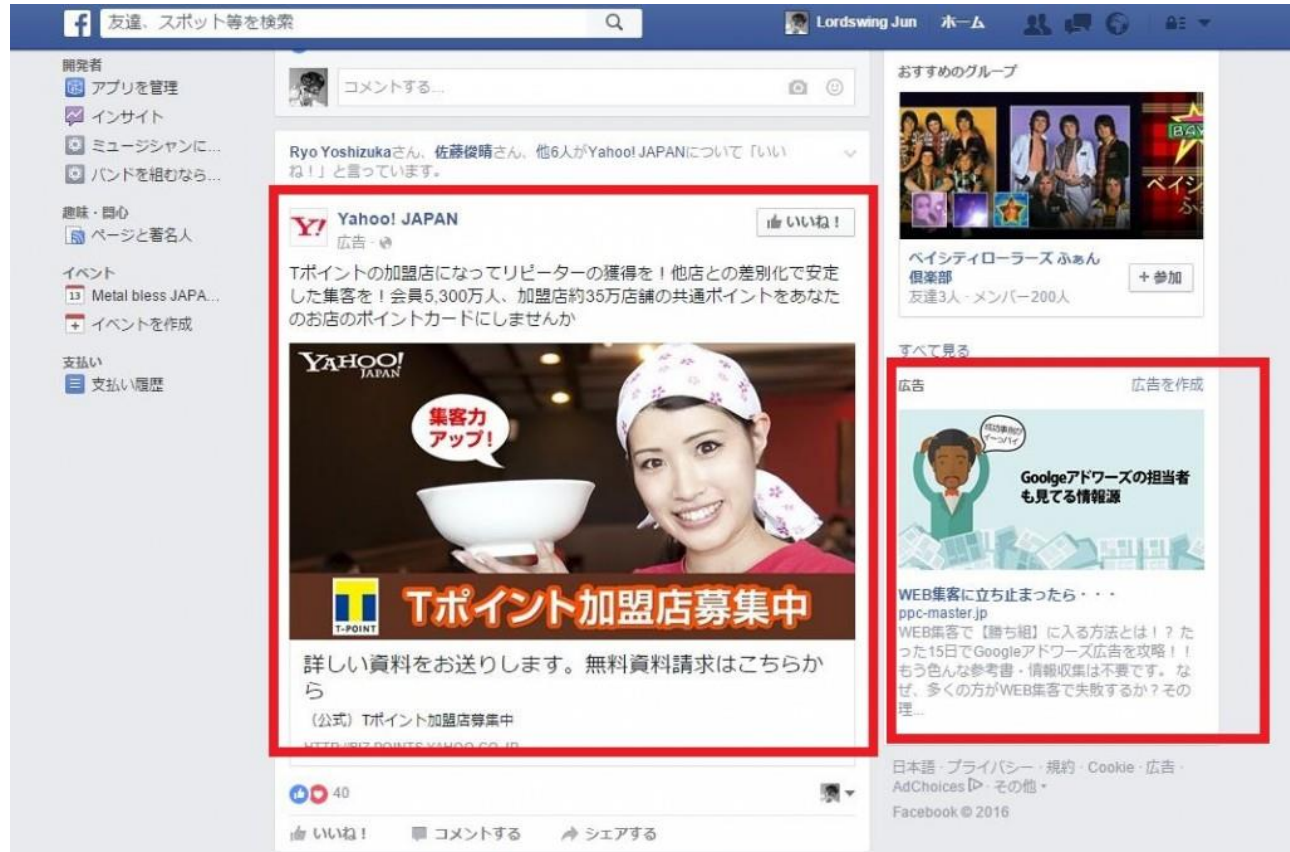 友達、スポット等を検索
Lordswing Jun ホーム
開発者
アプリを管理
インサイト
ミュージシャンに...
バンドを組むなら...
趣味・関心
ページと著名人
イベント
13 Metal bless JAPA...
イベントを作成
支払い
支払い履歴
コメントする...
Ryo Yoshizukaさん、佐藤俊晴さん、他6人がYahoo! JAPANについて「いい
ね！」と言っています。
Y! Yahoo! JAPAN
いいね！
広告
Tポイントの加盟店になってリピーターの獲得を！他店との差別化で安定
した集客を！会員5,300万人、加盟店約35万店舗の共通ポイントをあなた
のお店のポイントカードにしませんか
YAHOO!
JAPAN
集客力
アップ！
T-POINT
Tポイント加盟店募集中
詳しい資料をお送りします。無料資料請求はこちらか
ら
（公式）Tポイント加盟店募集中
HTTP://BIZ.POINTS.YAHOO.CO.JP
40
いいね！ コメントする シェアする
おすすめのグループ
BAY
ベイシ
ふぁ
ベイシティローラーズ ふぁん
倶楽部
+ 参加
友達3人・メンバー200人
すべて見る
広告 広告を作成
成功事例が
イーっパイ
Goolgeアドワーズの担当者
も見てる情報源
WEB集客に立ち止まったら・・・
ppc-master.jp
WEB集客で【勝ち組】に入る方法とは！？た
った15日でGoogleアドワーズ広告を攻略！！
もう色んな参考書・情報収集は不要です。 な
ぜ、多くの方がWEB集客で失敗するか？その
理...
日本語・プライバシー・規約・Cookie・広告・
AdChoices・その他
Facebook © 2016